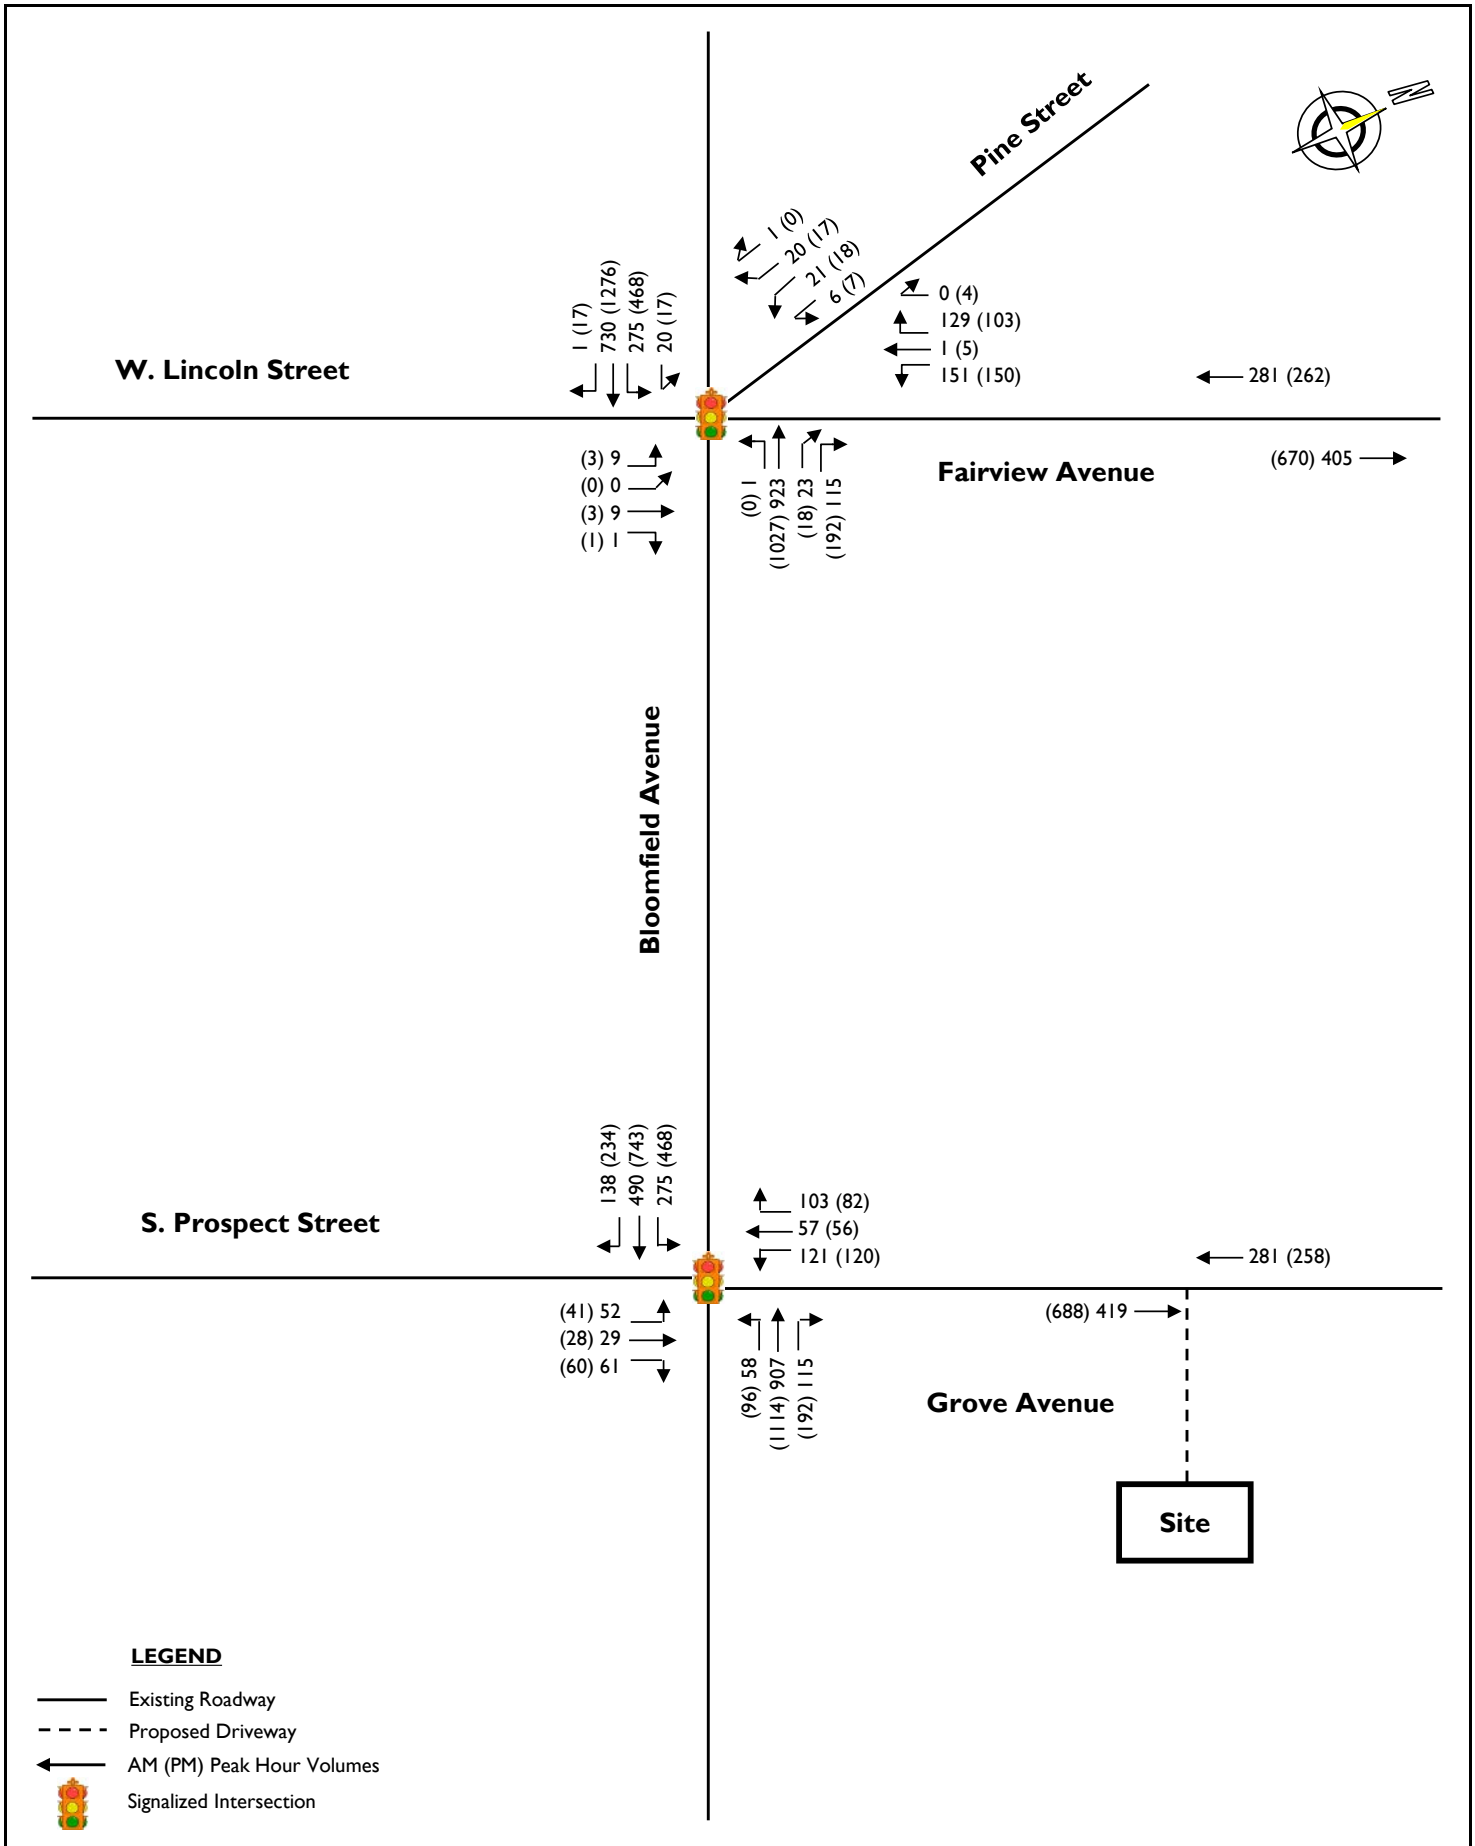 N
Pine Street
1 (0)
20 (17)
21 (18)
6 (7)
1 (17)
730 (1276)
275 (468)
20 (17)
0 (4)
129 (103)
1 (5)
151 (150)
281 (262)
W. Lincoln Street
(3) 9
(0) 0
(3) 9
(1) 1
(0) 1
(1027) 923
(18) 23
(192) 115
Fairview Avenue
(670) 405
Bloomfield Avenue
138 (234)
490 (743)
275 (468)
103 (82)
57 (56)
121 (120)
281 (258)
S. Prospect Street
(41) 52
(28) 29
(60) 61
(96) 58
(1114) 907
(192) 115
(688) 419
Grove Avenue
Site
LEGEND
Existing Roadway
Proposed Driveway
AM (PM) Peak Hour Volumes
Signalized Intersection